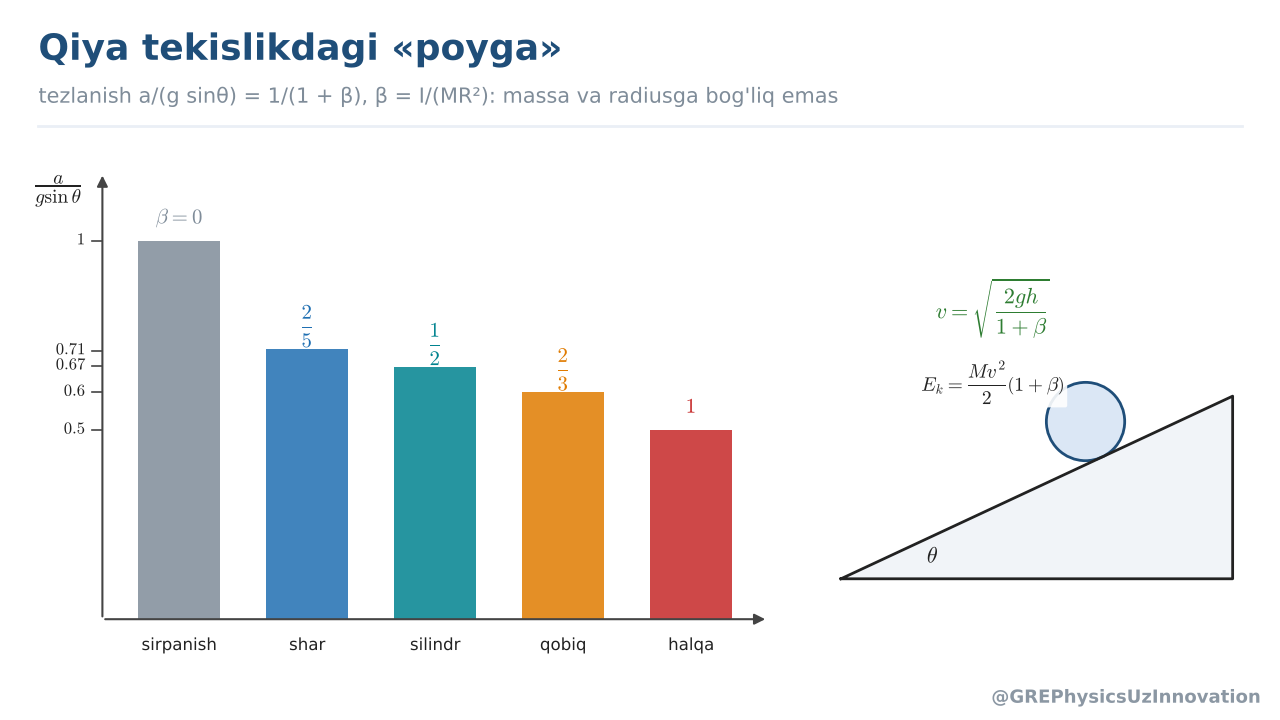 Qiya tekislikdagi «poyga»
tezlanish a/(g sinθ) = 1/(1 + β), β = I/(MR²): massa va radiusga bog'liq emas
a/(g sin θ)
β = 0
1
2/5
1/2
2/3
1
0.71
0.67
0.6
0.5
v = √(2gh/(1 + β))
E_k = Mv²/2 (1 + β)
θ
sirpanish shar silindr qobiq halqa
@GREPhysicsUzInnovation